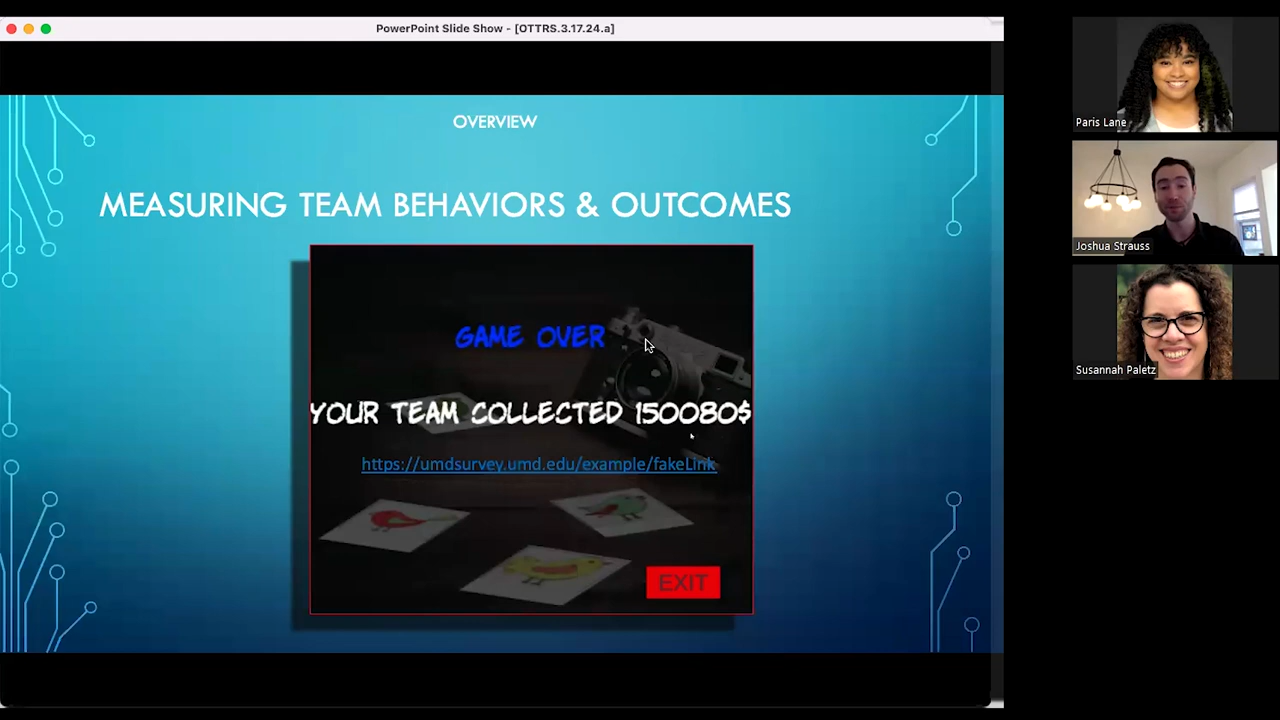 PowerPoint Slide Show - [OTTRS.3.17.24.a]
OVERVIEW
MEASURING TEAM BEHAVIORS & OUTCOMES
GAME OVER
YOUR TEAM COLLECTED 150080$
https://umdsurvey.umd.edu/example/fakeLink
EXIT
Paris Lane
Joshua Strauss
Susannah Paletz